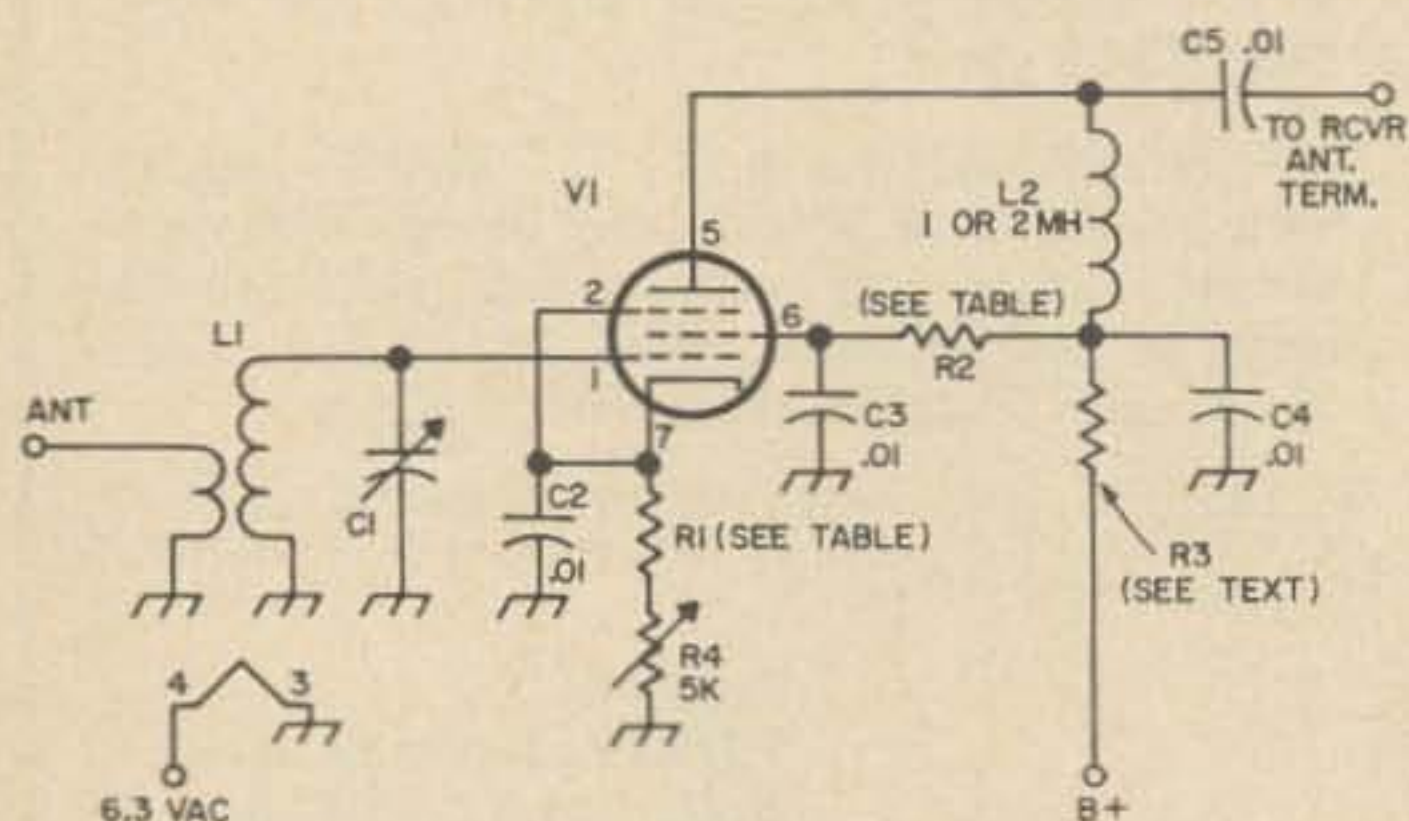 C5 .01
TO RCVR
ANT.
TERM.
V1
5
L2
1 OR 2 MH
2
6
(SEE TABLE)
R2
L1
1
ANT
C3
.01
C4
.01
7
C1
C2
.01
R1 (SEE TABLE)
R3
(SEE TEXT)
R4
5K
4
3
6.3 VAC
B+